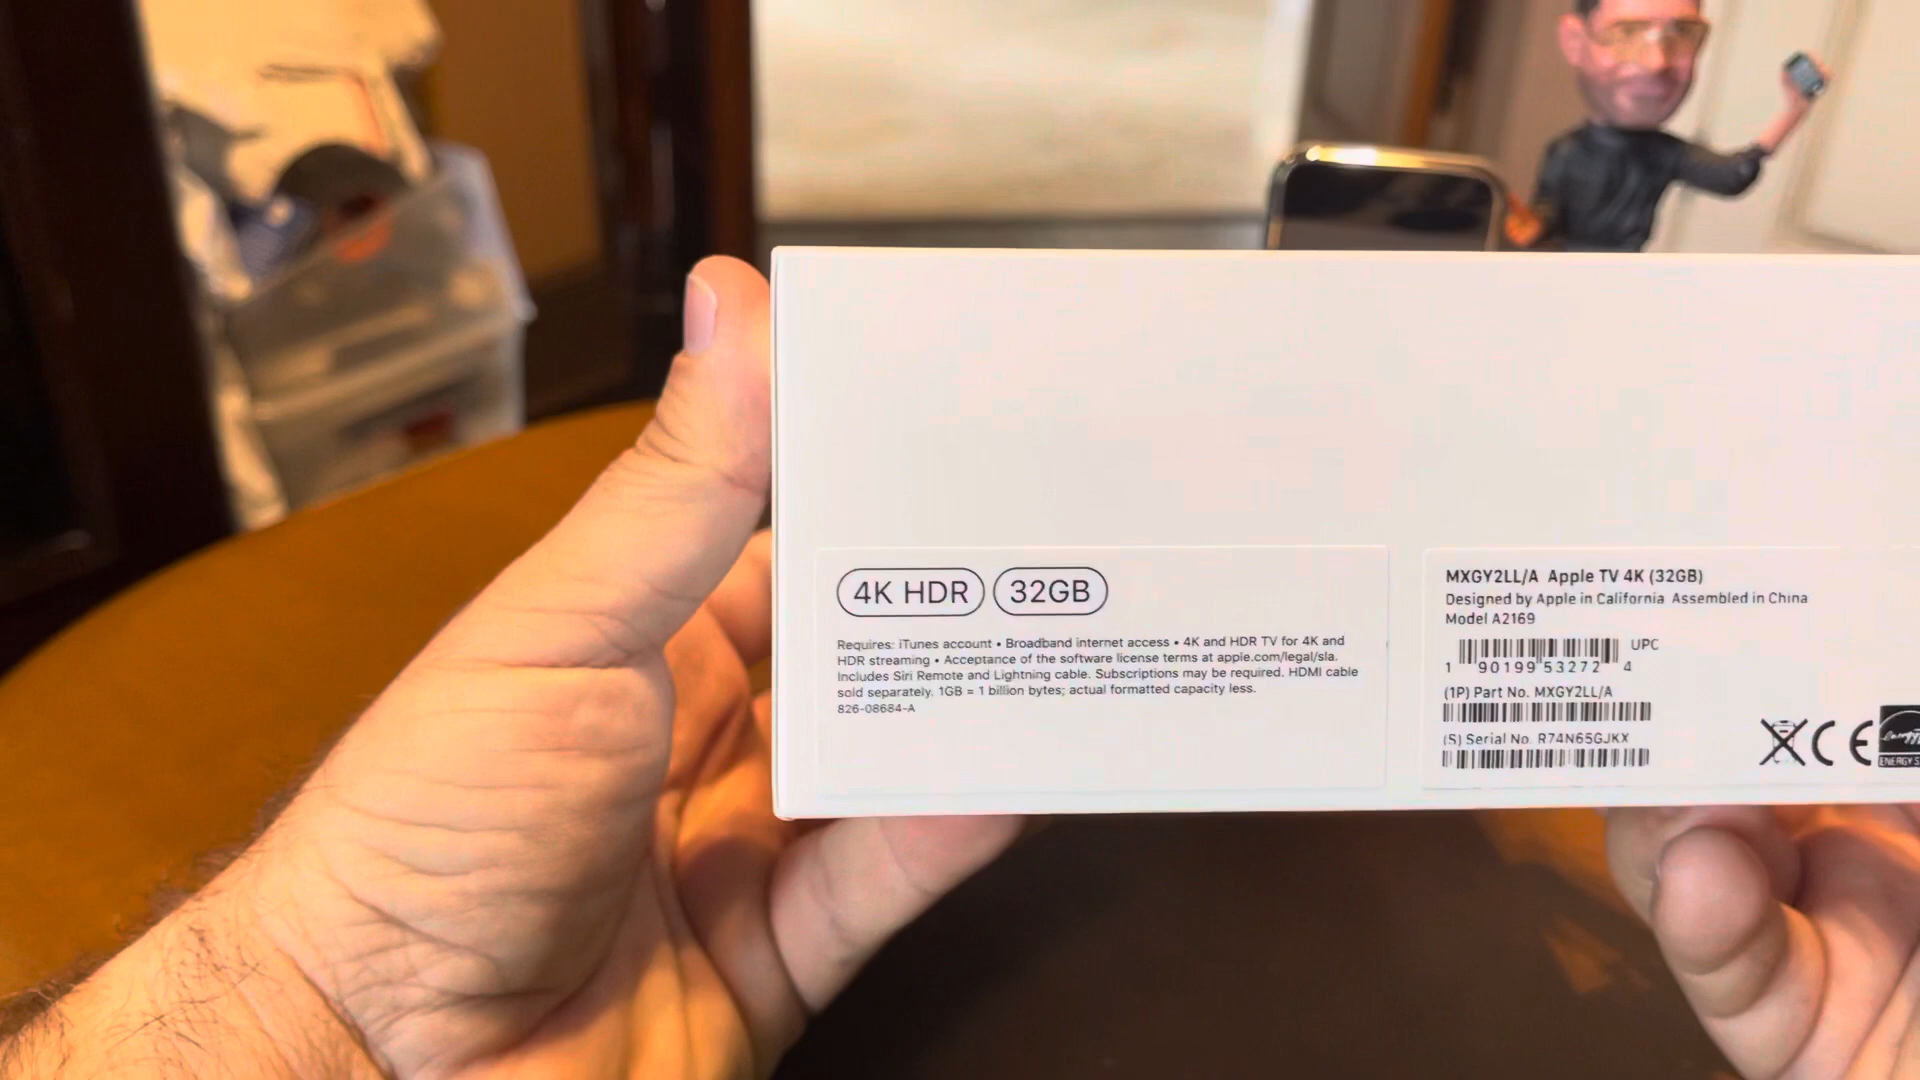 4K HDR 32GB
Requires: iTunes account • Broadband internet access • 4K and HDR TV for 4K and
HDR streaming • Acceptance of the software license terms at apple.com/legal/sla.
Includes Siri Remote and Lightning cable. Subscriptions may be required. HDMI cable
sold separately. 1GB = 1 billion bytes; actual formatted capacity less.
826-08684-A
MXGY2LL/A Apple TV 4K (32GB)
Designed by Apple in California Assembled in China
Model A2169
UPC
1 90199 53272 4
(1P) Part No. MXGY2LL/A
(S) Serial No. R74N65GJKX
CE
energy
ENERGY S